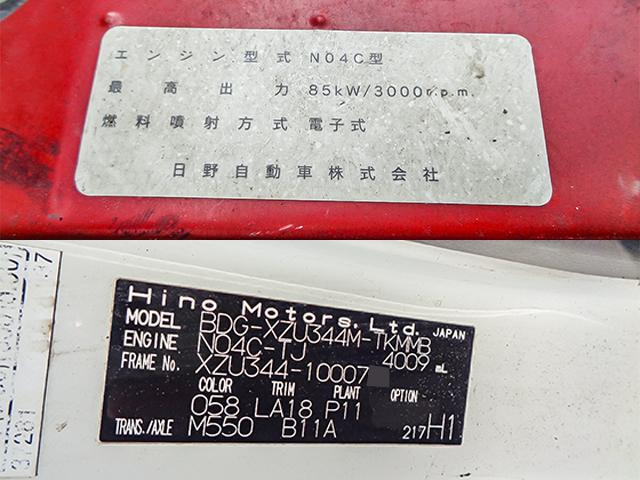 エンジン型式 N04C型
最高出力 85kW/3000r.p.m.
燃料噴射方式 電子式
日野自動車株式会社
Hino Motors, Ltd. JAPAN
MODEL BDG-XZU344M-TKMMB
ENGINE N04C-TJ 4009 mL
FRAME No. XZU344-10007
COLOR TRIM PLANT OPTION
058 LA18 P11
TRANS./AXLE M550 B11A 217H1